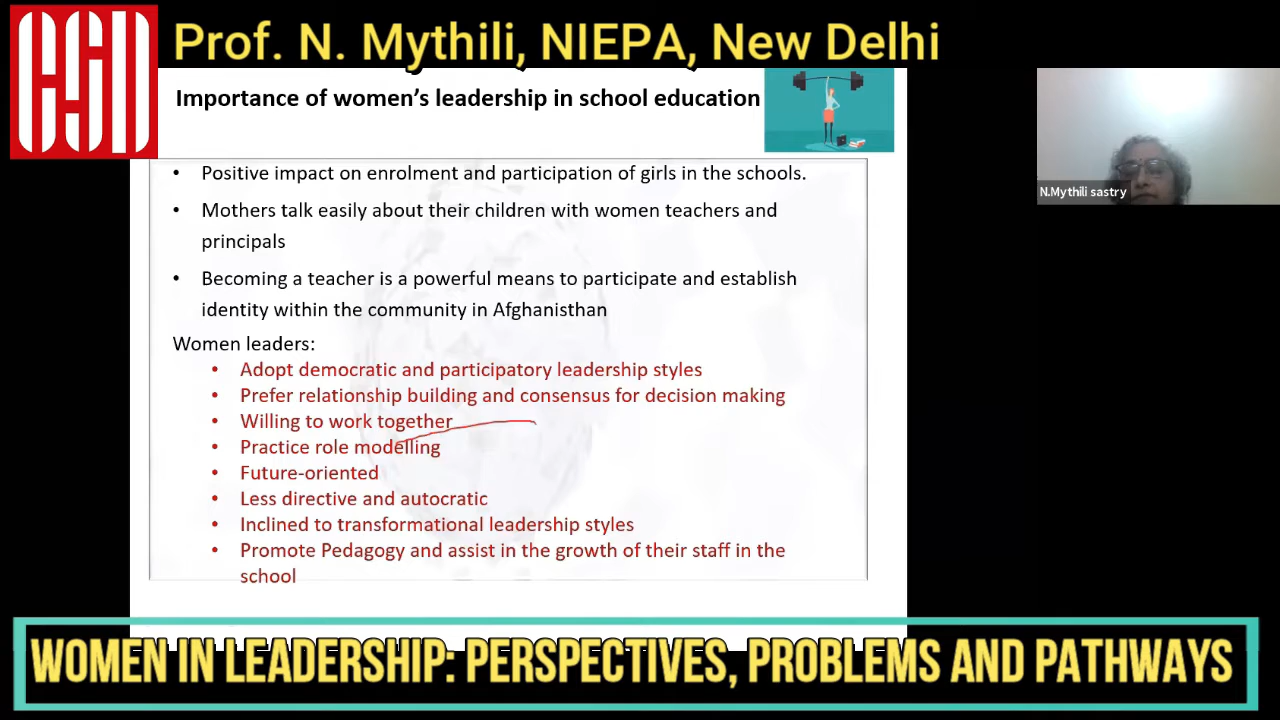 Prof. N. Mythili, NIEPA, New Delhi
Importance of women's leadership in school education
N.Mythili sastry
• Positive impact on enrolment and participation of girls in the schools.
• Mothers talk easily about their children with women teachers and
principals
• Becoming a teacher is a powerful means to participate and establish
identity within the community in Afghanisthan
Women leaders:
• Adopt democratic and participatory leadership styles
• Prefer relationship building and consensus for decision making
• Willing to work together
• Practice role modelling
• Future-oriented
• Less directive and autocratic
• Inclined to transformational leadership styles
• Promote Pedagogy and assist in the growth of their staff in the
school
WOMEN IN LEADERSHIP: PERSPECTIVES, PROBLEMS AND PATHWAYS